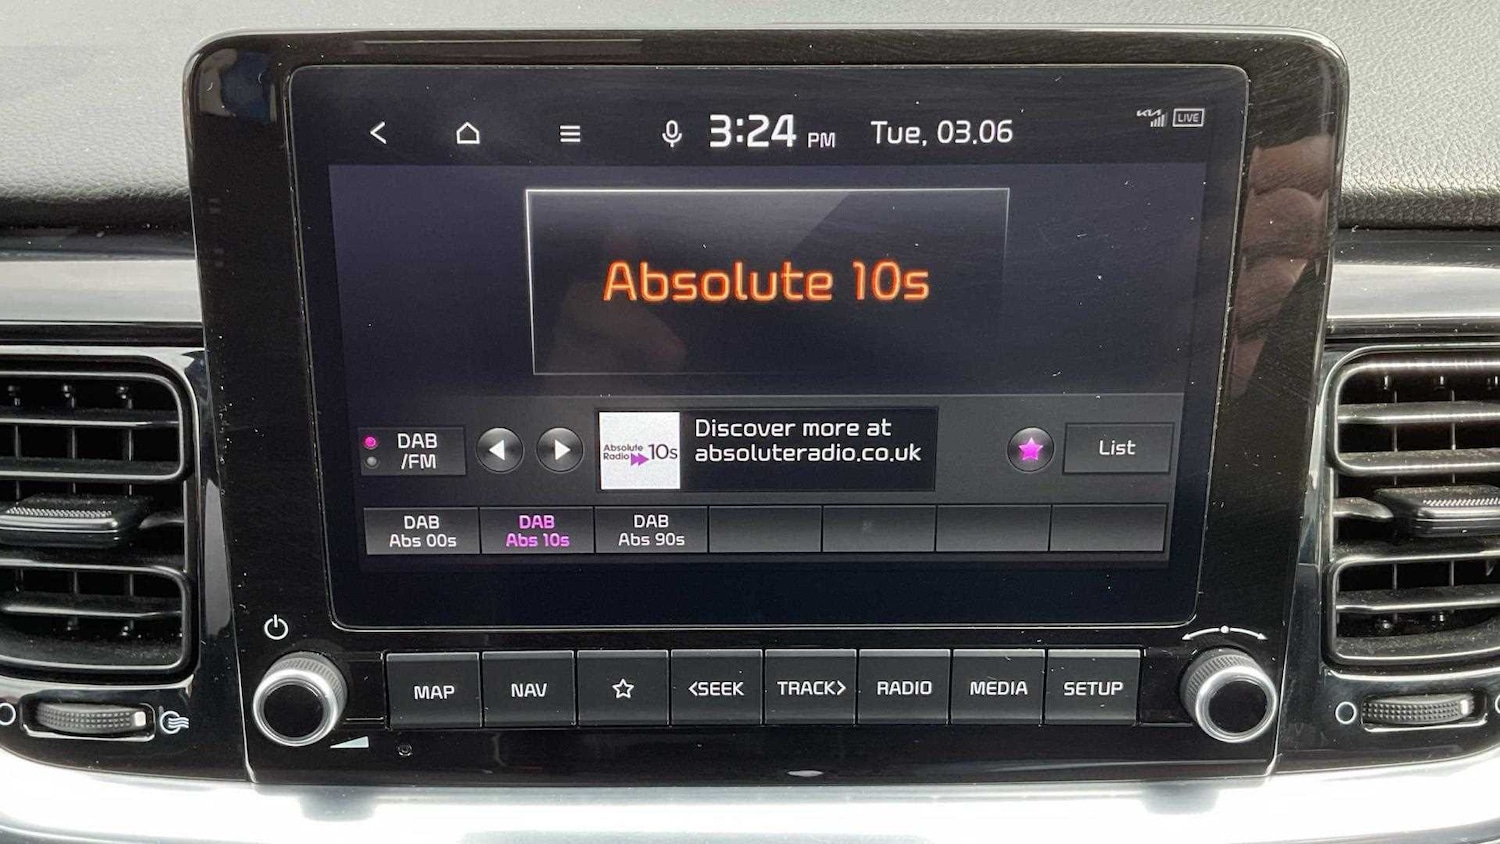 3:24 PM Tue, 03.06
KIA
LIVE
Absolute 10s
DAB
/FM
Absolute
Radio 10s
Discover more at
absoluteradio.co.uk
List
DAB
Abs 00s
DAB
Abs 10s
DAB
Abs 90s
MAP
NAV
<SEEK
TRACK>
RADIO
MEDIA
SETUP